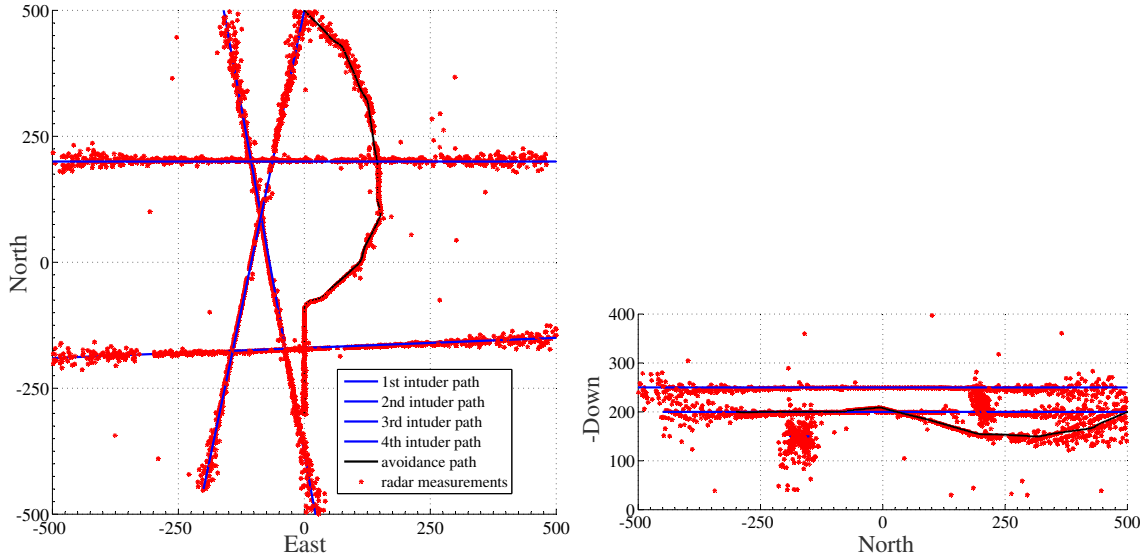 500
250
0
-250
-500
North
-500
-250
0
250
500
East
1st intuder path
2nd intuder path
3rd intuder path
4th intuder path
avoidance path
radar measurements
400
300
200
100
0
-Down
-500
-250
0
250
500
North